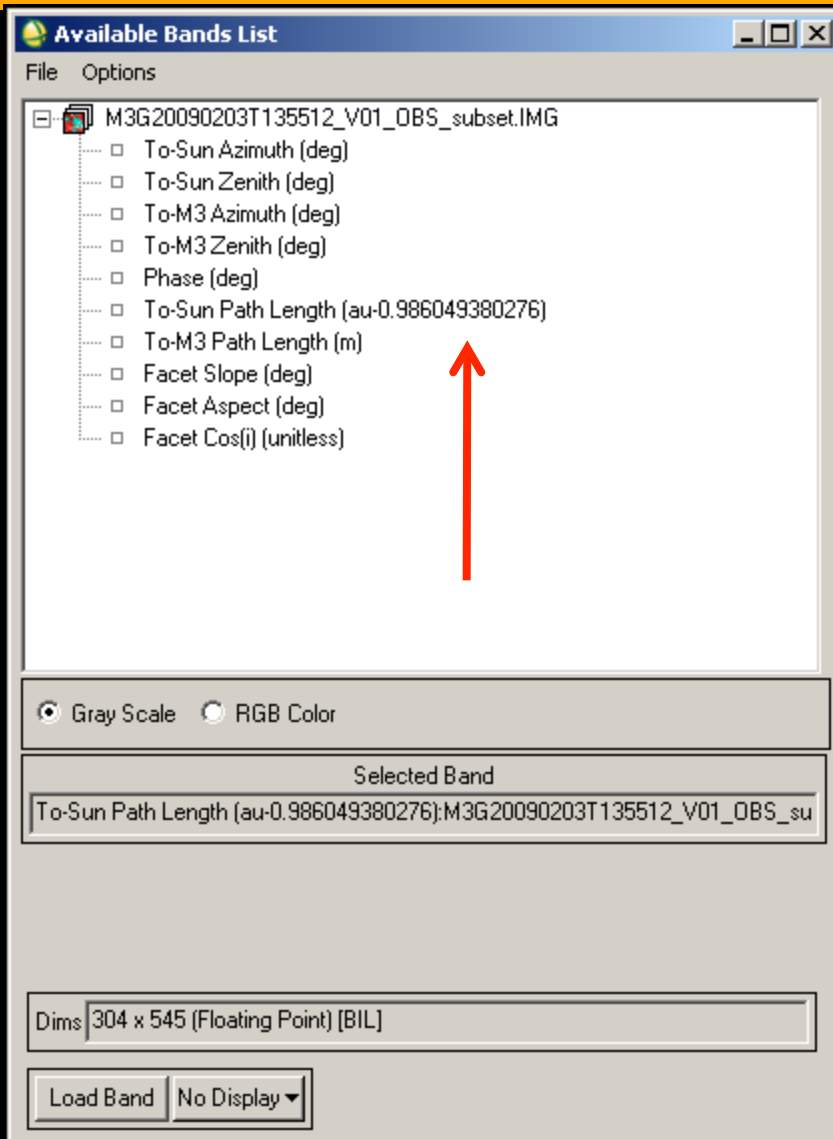 Available Bands List
File Options
M3G20090203T135512_V01_OBS_subset.IMG
To-Sun Azimuth (deg)
To-Sun Zenith (deg)
To-M3 Azimuth (deg)
To-M3 Zenith (deg)
Phase (deg)
To-Sun Path Length (au-0.986049380276)
To-M3 Path Length (m)
Facet Slope (deg)
Facet Aspect (deg)
Facet Cos(i) (unitless)
Gray Scale RGB Color
Selected Band
To-Sun Path Length (au-0.986049380276):M3G20090203T135512_V01_OBS_su
Dims 304 x 545 (Floating Point) [BIL]
Load Band No Display